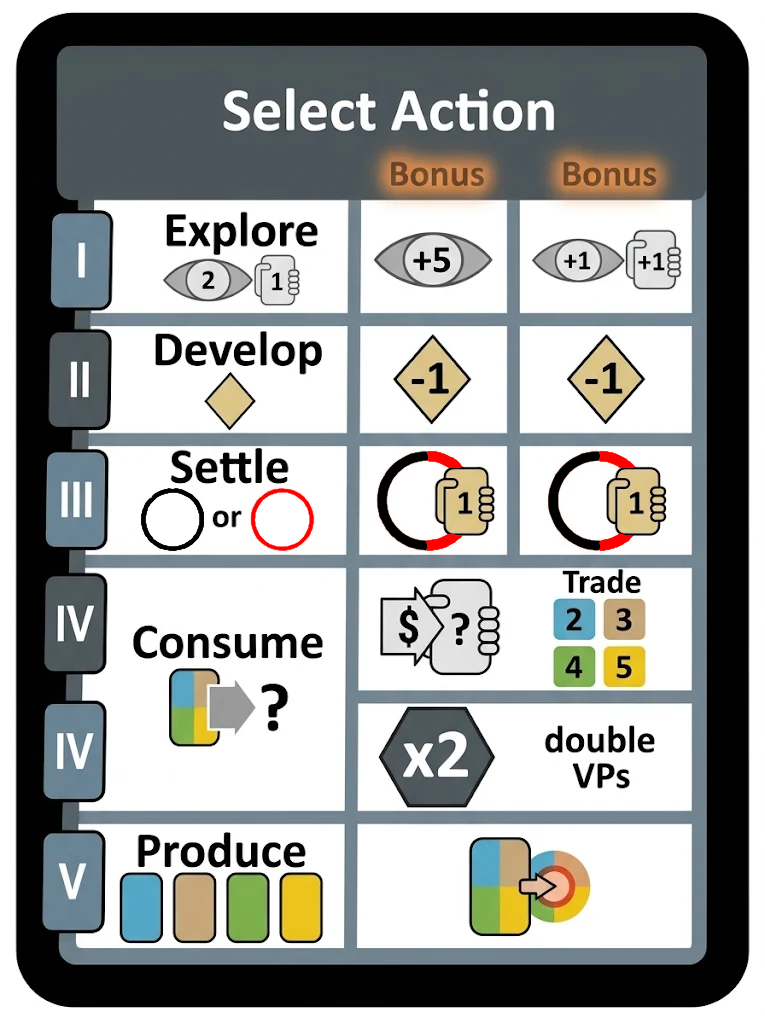 Select Action
Bonus Bonus
I Explore
2 1 +5 +1 +1
II Develop
-1 -1
III Settle
or 1 1
IV Consume
$ ? Trade
2 3
4 5
?
IV x2 double
VPs
V Produce